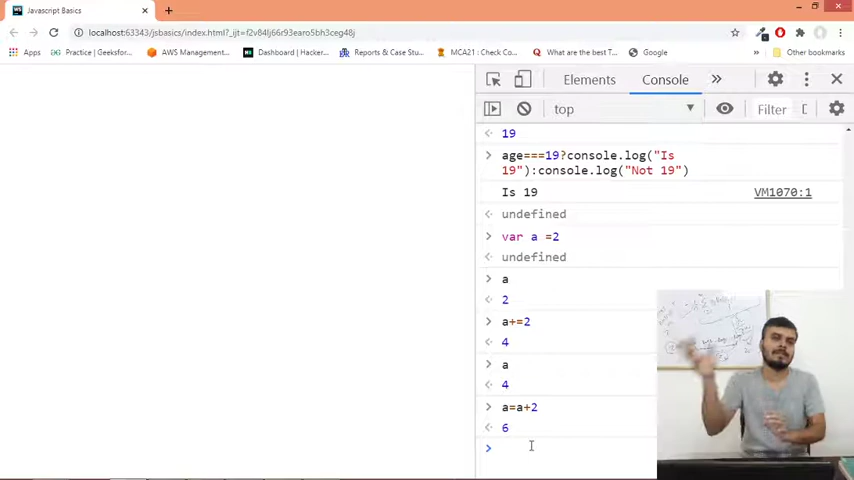 Javascript Basics
localhost:63343/jsbasics/index.html?_ijt=f2v84lj66r93earo5bvhd3ceg48j
Apps
Practice | Geeksforg...
AWS Management...
Dashboard | Hacker...
Reports & Case Stu...
MCA21 : Check Co...
What are the best T...
Google
Other bookmarks
Elements
Console
top
Filter
19
age===19?console.log("Is
19"):console.log("Not 19")
Is 19
VM1070:1
undefined
var a =2
undefined
a
2
a+=2
4
a
4
a=a+2
6